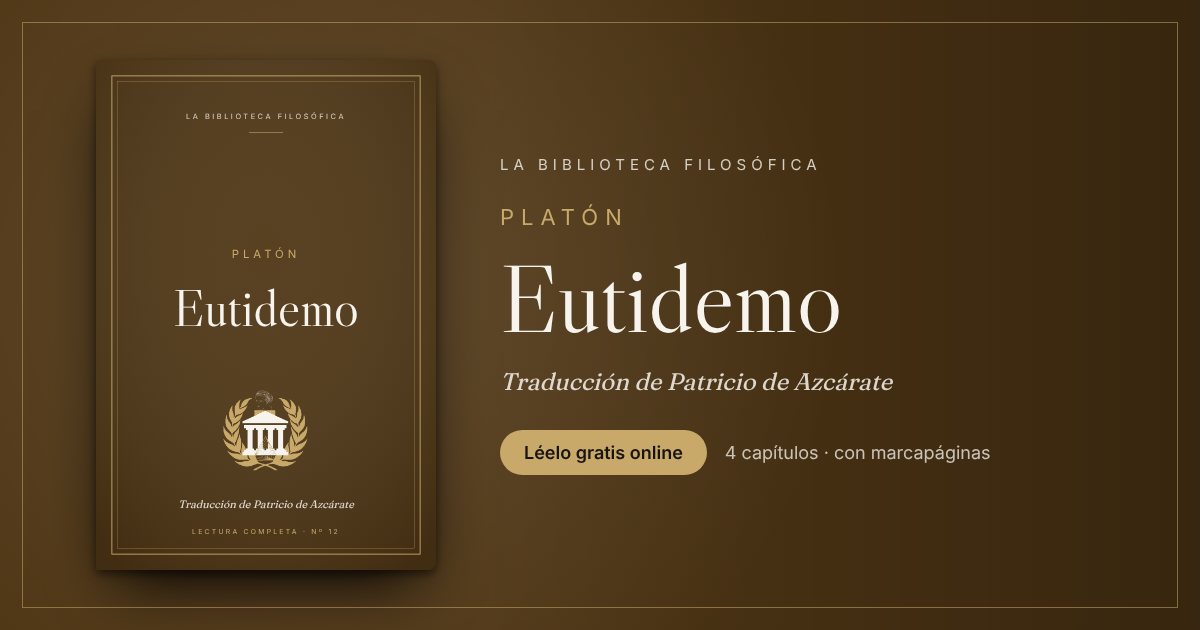 LA BIBLIOTECA FILOSÓFICA
PLATÓN
Eutidemo
Traducción de Patricio de Azcárate
LECTURA COMPLETA · Nº 12
LA BIBLIOTECA FILOSÓFICA
PLATÓN
Eutidemo
Traducción de Patricio de Azcárate
Léelo gratis online
4 capítulos · con marcapáginas